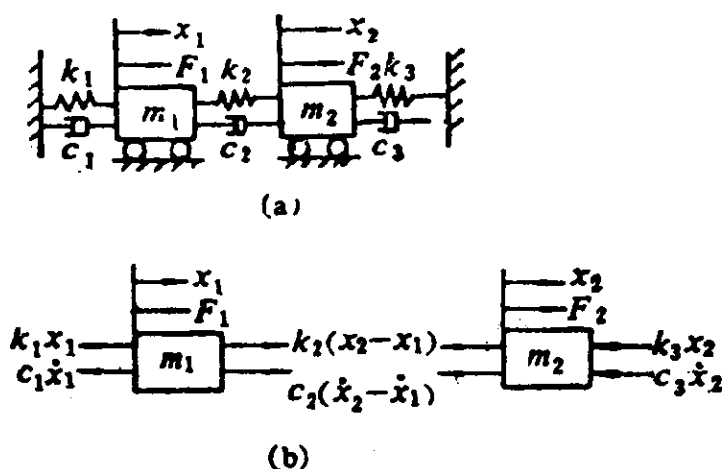 x₁ x₂
F₁ F₂
k₁ k₂ k₃
m₁ m₂
c₁ c₂ c₃
(a)
x₁ x₂
F₁ F₂
k₁x₁ m₁ k₂(x₂−x₁) m₂ k₃x₂
c₁ẋ₁ c₂(ẋ₂−ẋ₁) c₃ẋ₂
(b)